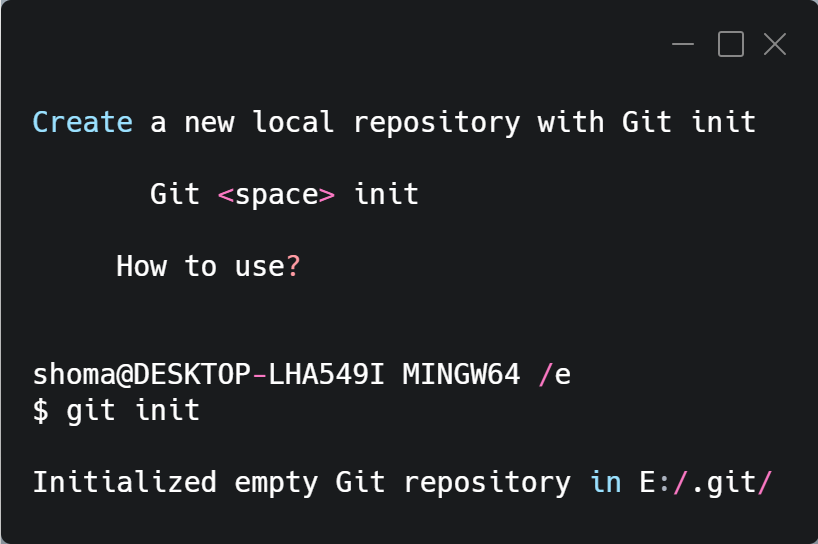 Create a new local repository with Git init
Git <space> init
How to use?
shoma@DESKTOP-LHA549I MINGW64 /e
$ git init
Initialized empty Git repository in E:/.git/